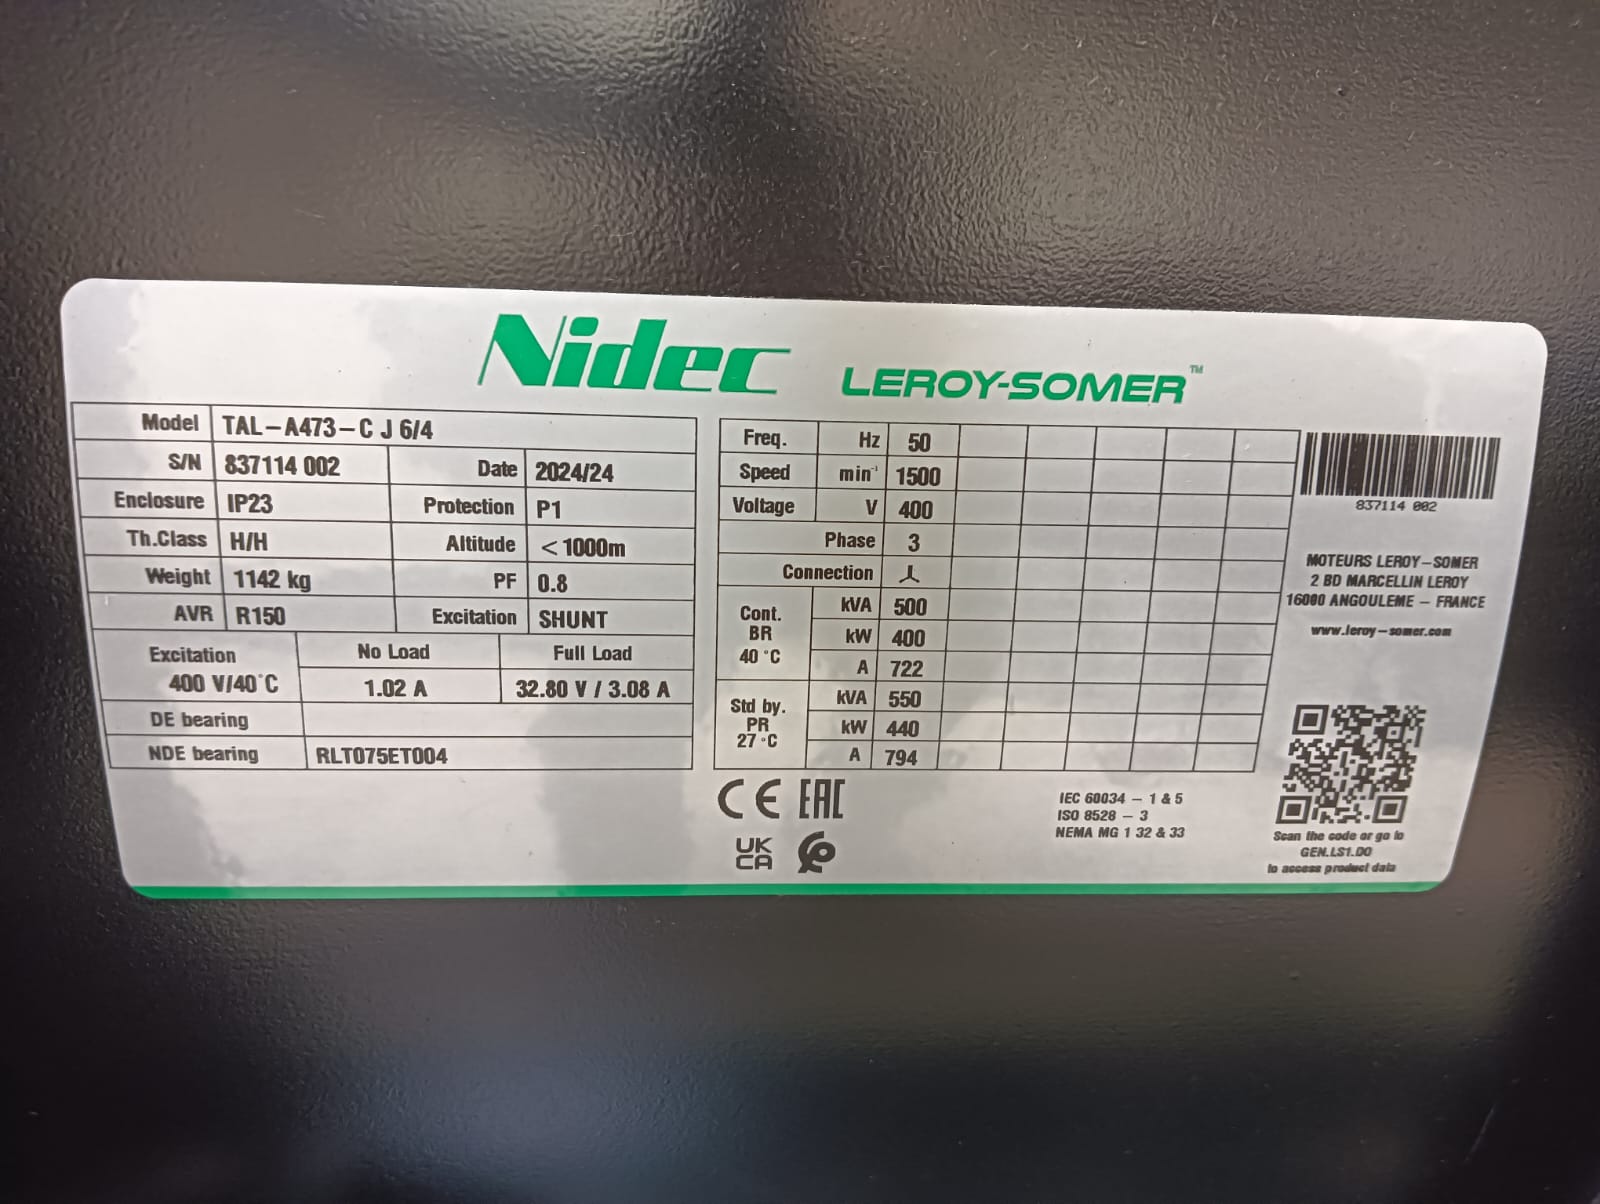 Nidec LEROY-SOMER™
Model TAL-A473-C J 6/4
S/N 837114 002 Date 2024/24
Enclosure IP23 Protection P1
Th.Class H/H Altitude <1000m
Weight 1142 kg PF 0.8
AVR R150 Excitation SHUNT
Excitation No Load Full Load
400 V/40°C 1.02 A 32.80 V / 3.08 A
DE bearing
NDE bearing RLT075ET004
Freq. Hz 50
Speed min⁻¹ 1500
Voltage V 400
Phase 3
Connection
Cont. BR 40 °C
kVA 500
kW 400
A 722
Std by. PR 27 °C
kVA 550
kW 440
A 794
CE EAC
UK
CA
IEC 60034 - 1 & 5
ISO 8528 - 3
NEMA MG 1 32 & 33
837114 002
MOTEURS LEROY-SOMER
2 BD MARCELLIN LEROY
16000 ANGOULEME - FRANCE
www.leroy-somer.com
Scan the code or go to
GEN.LS1.DO
to access product data